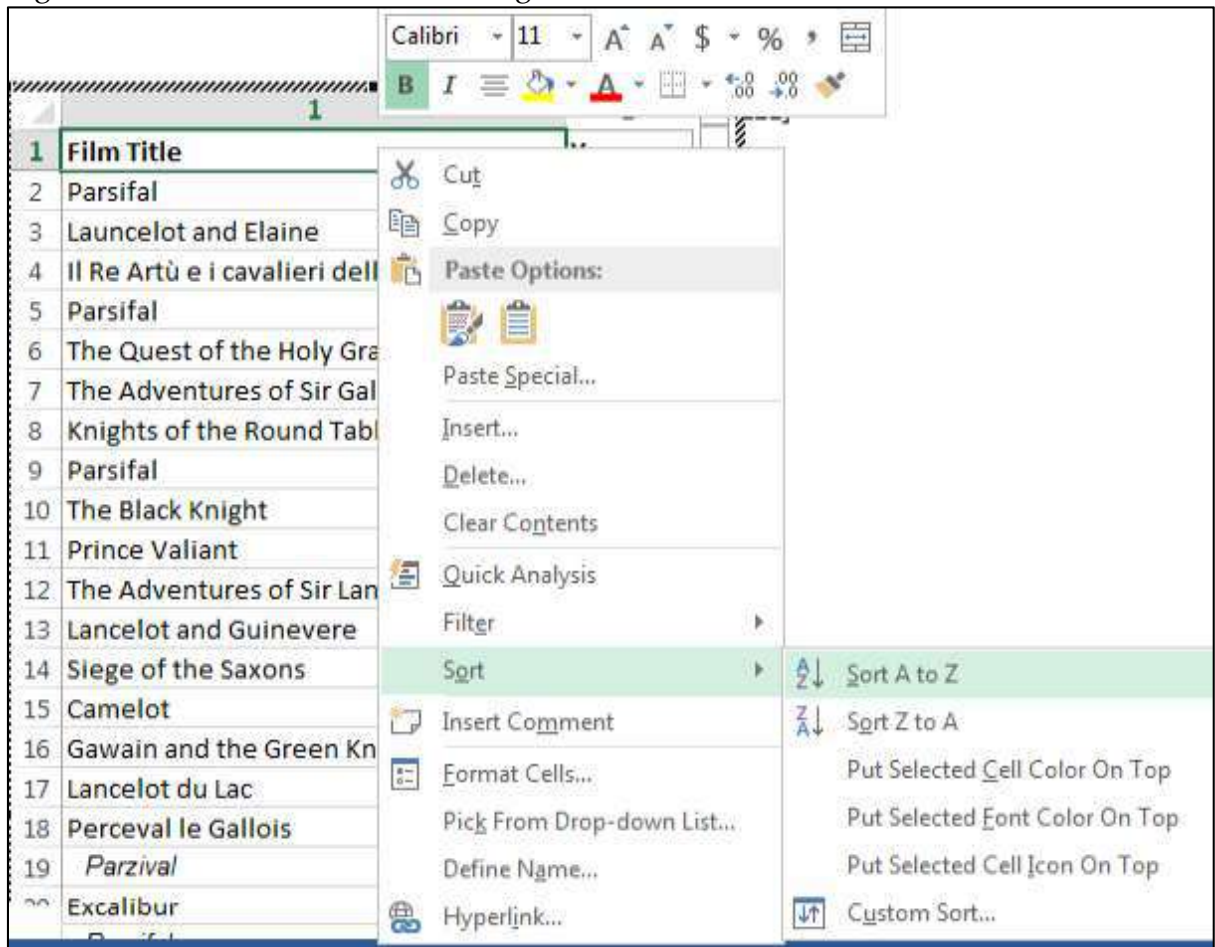 Calibri 11 A A $ %
B I A
1
1 Film Title
2 Parsifal
3 Launcelot and Elaine
4 Il Re Artù e i cavalieri dell
5 Parsifal
6 The Quest of the Holy Gra
7 The Adventures of Sir Gal
8 Knights of the Round Tabl
9 Parsifal
10 The Black Knight
11 Prince Valiant
12 The Adventures of Sir Lan
13 Lancelot and Guinevere
14 Siege of the Saxons
15 Camelot
16 Gawain and the Green Kn
17 Lancelot du Lac
18 Perceval le Gallois
19 Parzival
Excalibur
Cut
Copy
Paste Options:
Paste Special...
Insert...
Delete...
Clear Contents
Quick Analysis
Filter
Sort
Insert Comment
Format Cells...
Pick From Drop-down List...
Define Name...
Hyperlink...
Sort A to Z
Sort Z to A
Put Selected Cell Color On Top
Put Selected Font Color On Top
Put Selected Cell Icon On Top
Custom Sort...